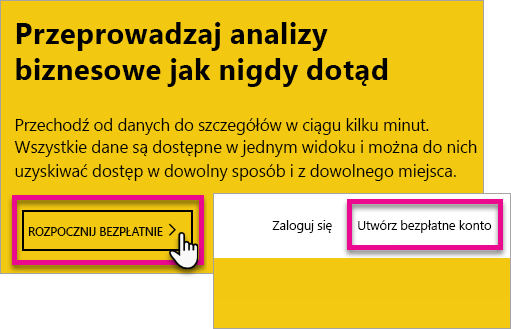 Przeprowadzaj analizy
biznesowe jak nigdy dotąd
Przechodź od danych do szczegółów w ciągu kilku minut.
Wszystkie dane są dostępne w jednym widoku i można do nich
uzyskiwać dostęp w dowolny sposób i z dowolnego miejsca.
ROZPOCZNIJ BEZPŁATNIE
Zaloguj się
Utwórz bezpłatne konto